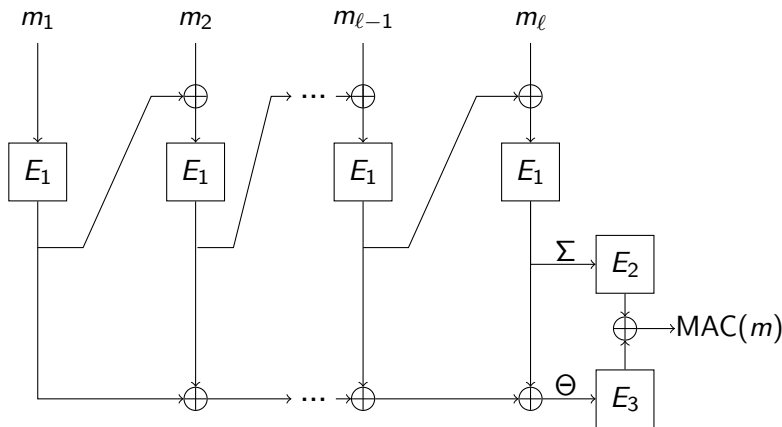 m₁ m₂ mℓ₋₁ mℓ
...
E₁ E₁ E₁ E₁
Σ E₂
MAC(m)
... Θ E₃